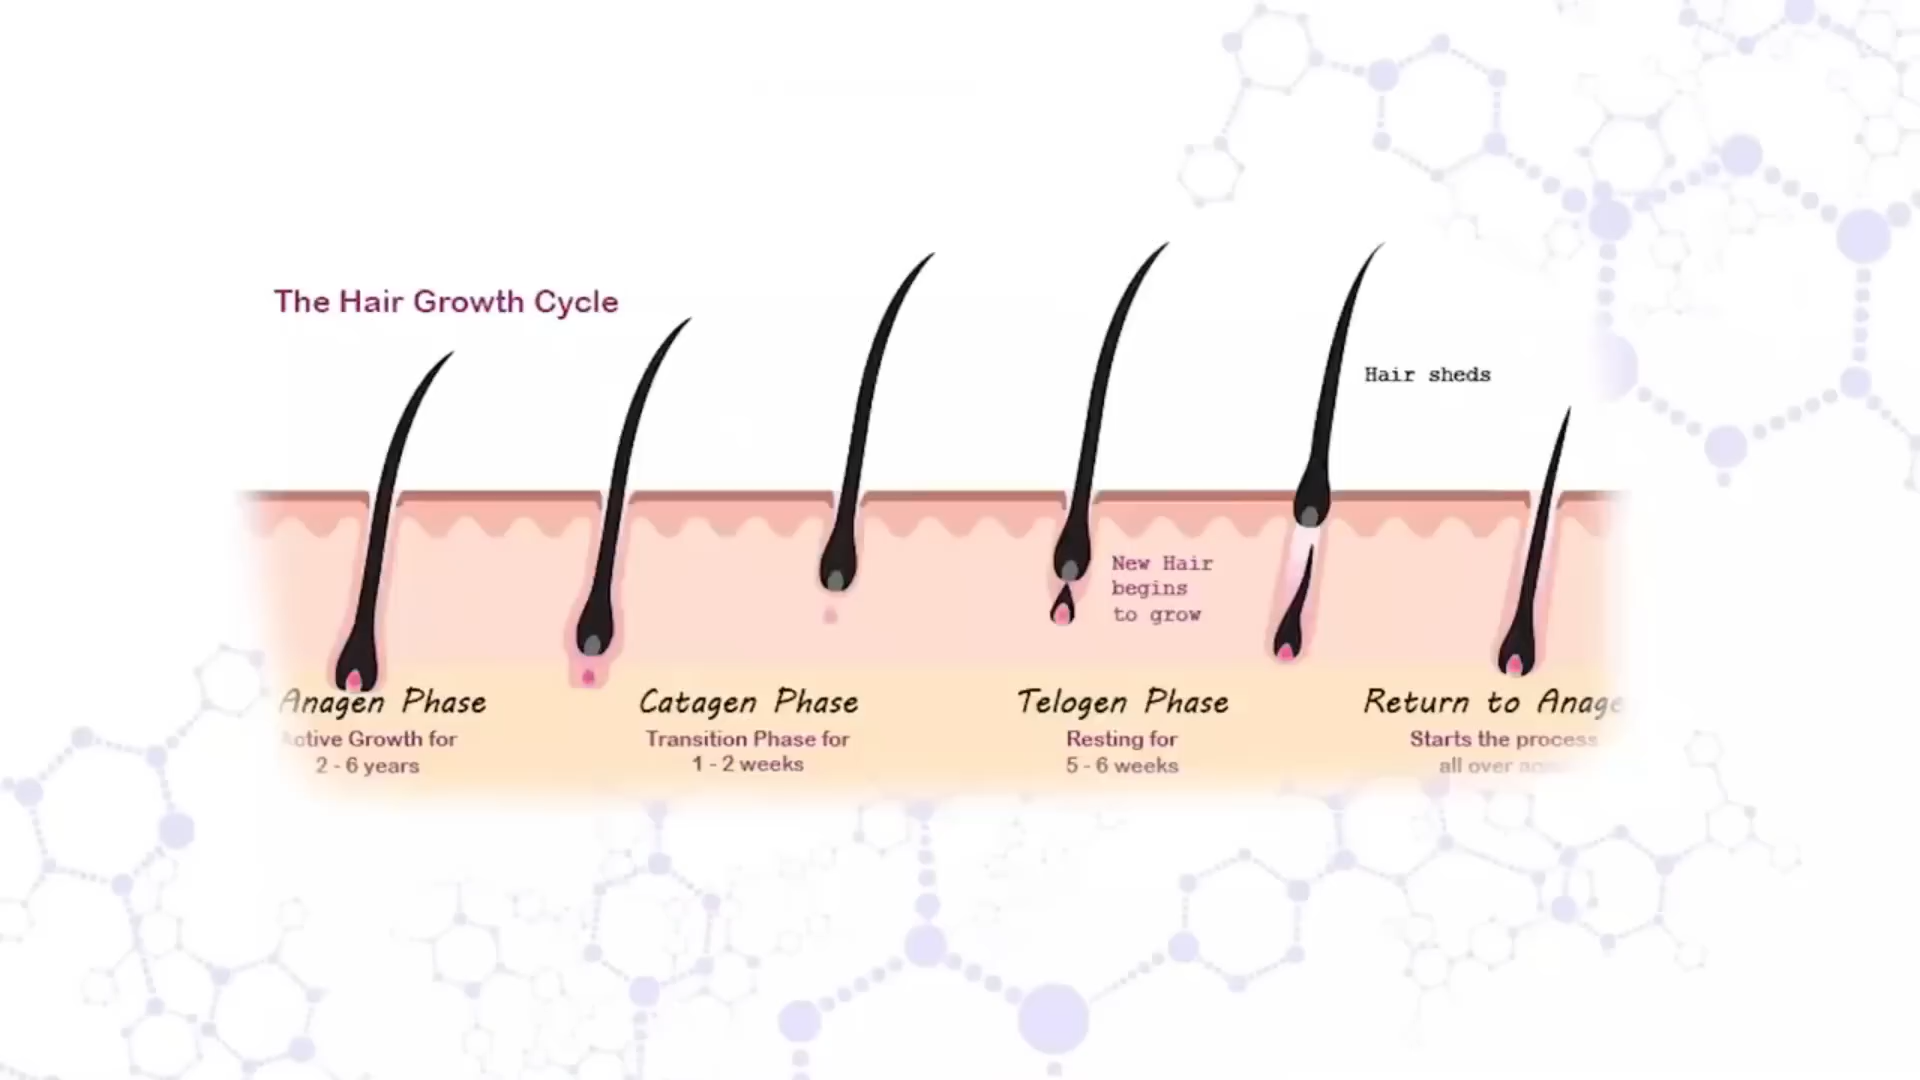 The Hair Growth Cycle
Hair sheds
New Hair
begins
to grow
Anagen Phase
Active Growth for
2 - 6 years
Catagen Phase
Transition Phase for
1 - 2 weeks
Telogen Phase
Resting for
5 - 6 weeks
Return to Anage
Starts the process
all over